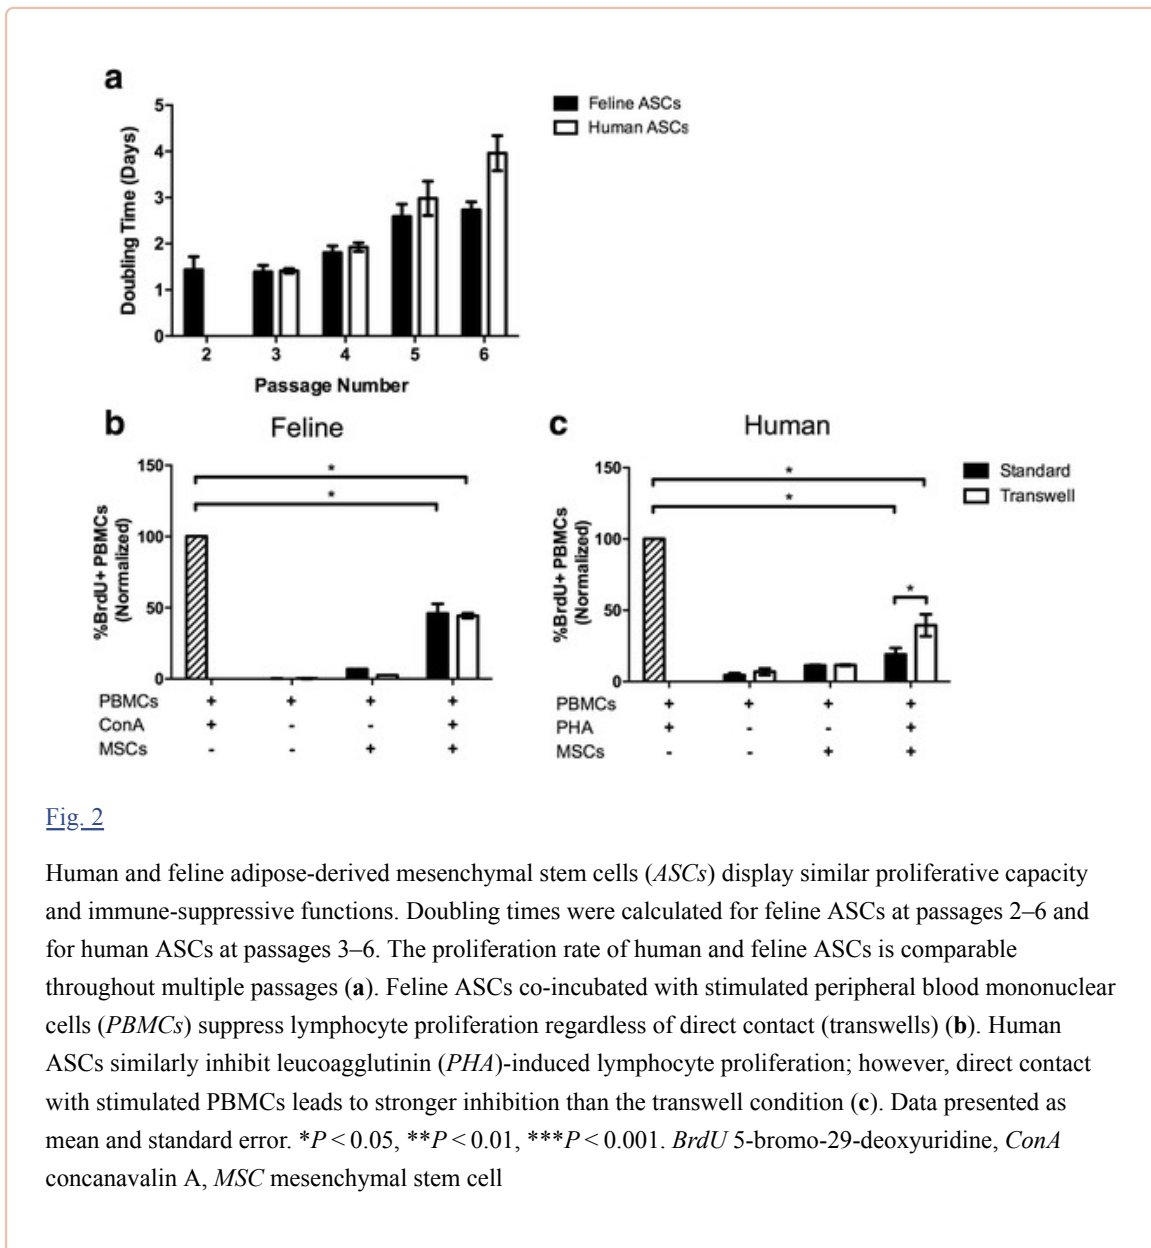 a
5
4
3
2
1
0
Doubling Time (Days)
Feline ASCs
Human ASCs
2 3 4 5 6
Passage Number
b
Feline
150
100
50
0
%BrdU+ PBMCs
(Normalized)
*
*
PBMCs + + + +
ConA + - - +
MSCs - - + +
c
Human
150
100
50
0
%BrdU+ PBMCs
(Normalized)
*
*
*
Standard
Transwell
PBMCs + + + +
PHA + - - +
MSCs - - + +
Fig. 2
Human and feline adipose-derived mesenchymal stem cells (ASCs) display similar proliferative capacity
and immune-suppressive functions. Doubling times were calculated for feline ASCs at passages 2–6 and
for human ASCs at passages 3–6. The proliferation rate of human and feline ASCs is comparable
throughout multiple passages (a). Feline ASCs co-incubated with stimulated peripheral blood mononuclear
cells (PBMCs) suppress lymphocyte proliferation regardless of direct contact (transwells) (b). Human
ASCs similarly inhibit leucoagglutinin (PHA)-induced lymphocyte proliferation; however, direct contact
with stimulated PBMCs leads to stronger inhibition than the transwell condition (c). Data presented as
mean and standard error. *P < 0.05, **P < 0.01, ***P < 0.001. BrdU 5-bromo-29-deoxyuridine, ConA
concanavalin A, MSC mesenchymal stem cell